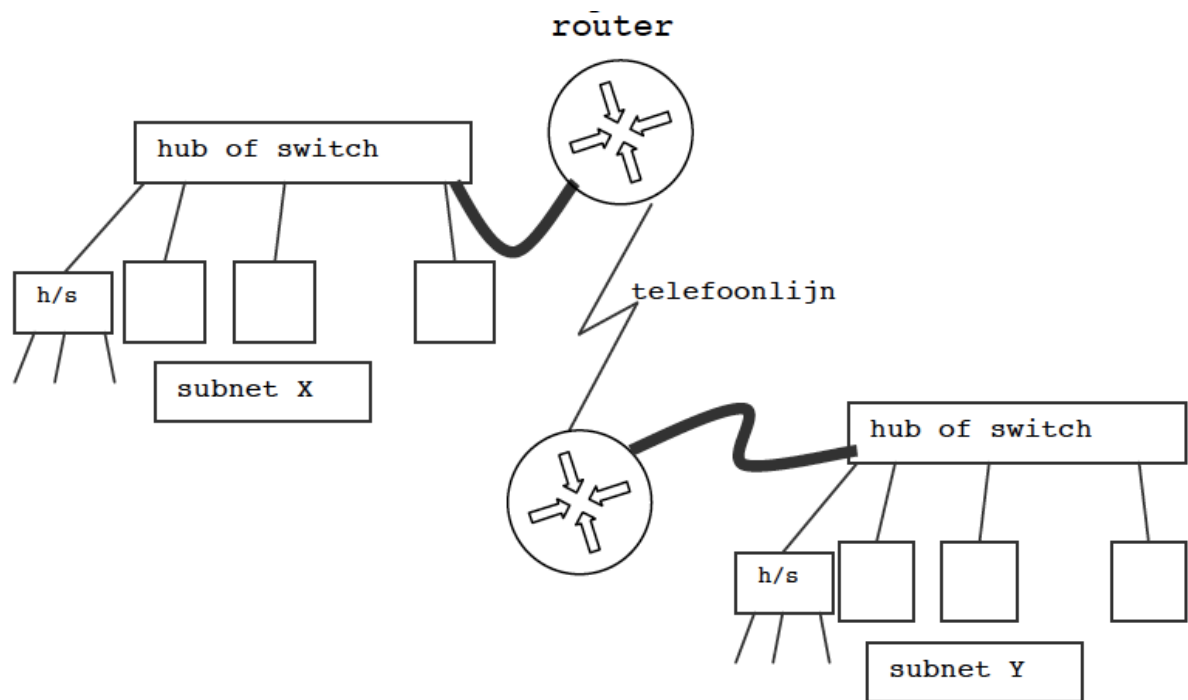 router
hub of switch
h/s
subnet X
telefoonlijn
hub of switch
h/s
subnet Y